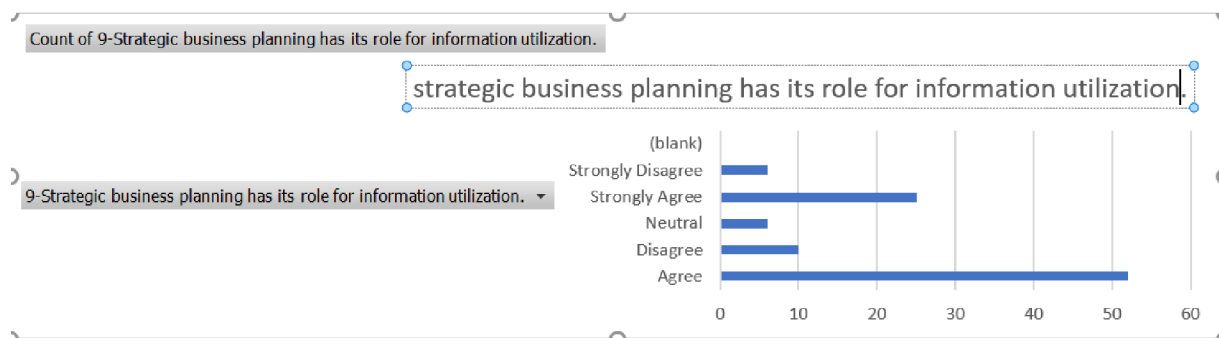 Count of 9-Strategic business planning has its role for information utilization.
strategic business planning has its role for information utilization.
(blank)
Strongly Disagree
9-Strategic business planning has its role for information utilization.
Strongly Agree
Neutral
Disagree
Agree
0 10 20 30 40 50 60